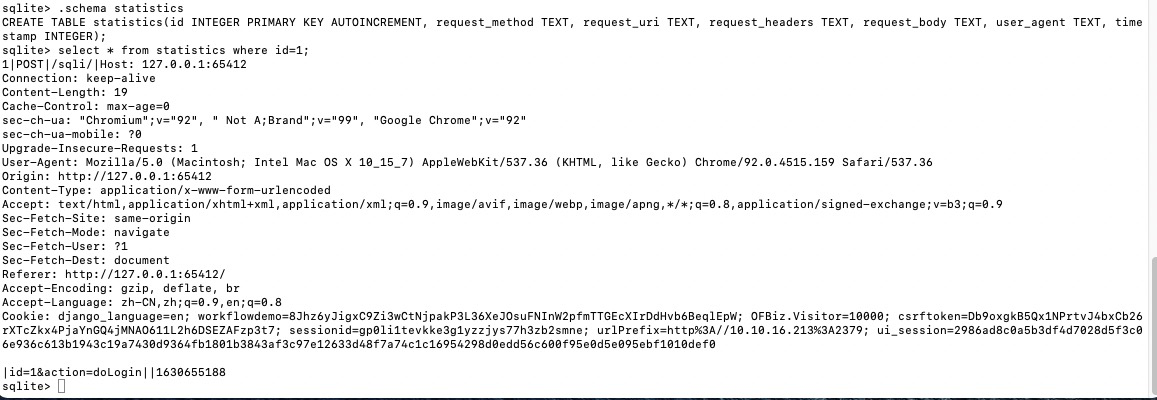 sqlite> .schema statistics
CREATE TABLE statistics(id INTEGER PRIMARY KEY AUTOINCREMENT, request_method TEXT, request_uri TEXT, request_headers TEXT, request_body TEXT, user_agent TEXT, time
stamp INTEGER);
sqlite> select * from statistics where id=1;
1|POST|/sqli/|Host: 127.0.0.1:65412
Connection: keep-alive
Content-Length: 19
Cache-Control: max-age=0
sec-ch-ua: "Chromium";v="92", " Not A;Brand";v="99", "Google Chrome";v="92"
sec-ch-ua-mobile: ?0
Upgrade-Insecure-Requests: 1
User-Agent: Mozilla/5.0 (Macintosh; Intel Mac OS X 10_15_7) AppleWebKit/537.36 (KHTML, like Gecko) Chrome/92.0.4515.159 Safari/537.36
Origin: http://127.0.0.1:65412
Content-Type: application/x-www-form-urlencoded
Accept: text/html,application/xhtml+xml,application/xml;q=0.9,image/avif,image/webp,image/apng,*/*;q=0.8,application/signed-exchange;v=b3;q=0.9
Sec-Fetch-Site: same-origin
Sec-Fetch-Mode: navigate
Sec-Fetch-User: ?1
Sec-Fetch-Dest: document
Referer: http://127.0.0.1:65412/
Accept-Encoding: gzip, deflate, br
Accept-Language: zh-CN,zh;q=0.9,en;q=0.8
Cookie: django_language=en; workflowdemo=8Jhz6yJigxC9Zi3wCtNjpakP3L36XeJOsuFNInW2pfmTTGEcXIrDdHvb6BeqlEpW; OFBiz.Visitor=10000; csrftoken=Db9oxgkB5Qx1NPrtvJ4bxCb26
rXTcZkx4PjaYnGQ4jMNAO611L2h6DSEZAFzp3t7; sessionid=gp0li1tevkke3g1yzzjys77h3zb2smne; urlPrefix=http%3A//10.10.16.213%3A2379; ui_session=2986ad8c0a5b3df4d7028d5f3c0
6e936c613b1943c19a7430d9364fb1801b3843af3c97e12633d48f7a74c1c16954298d0edd56c600f95e0d5e095ebf1010def0
|id=1&action=doLogin||1630655188
sqlite>